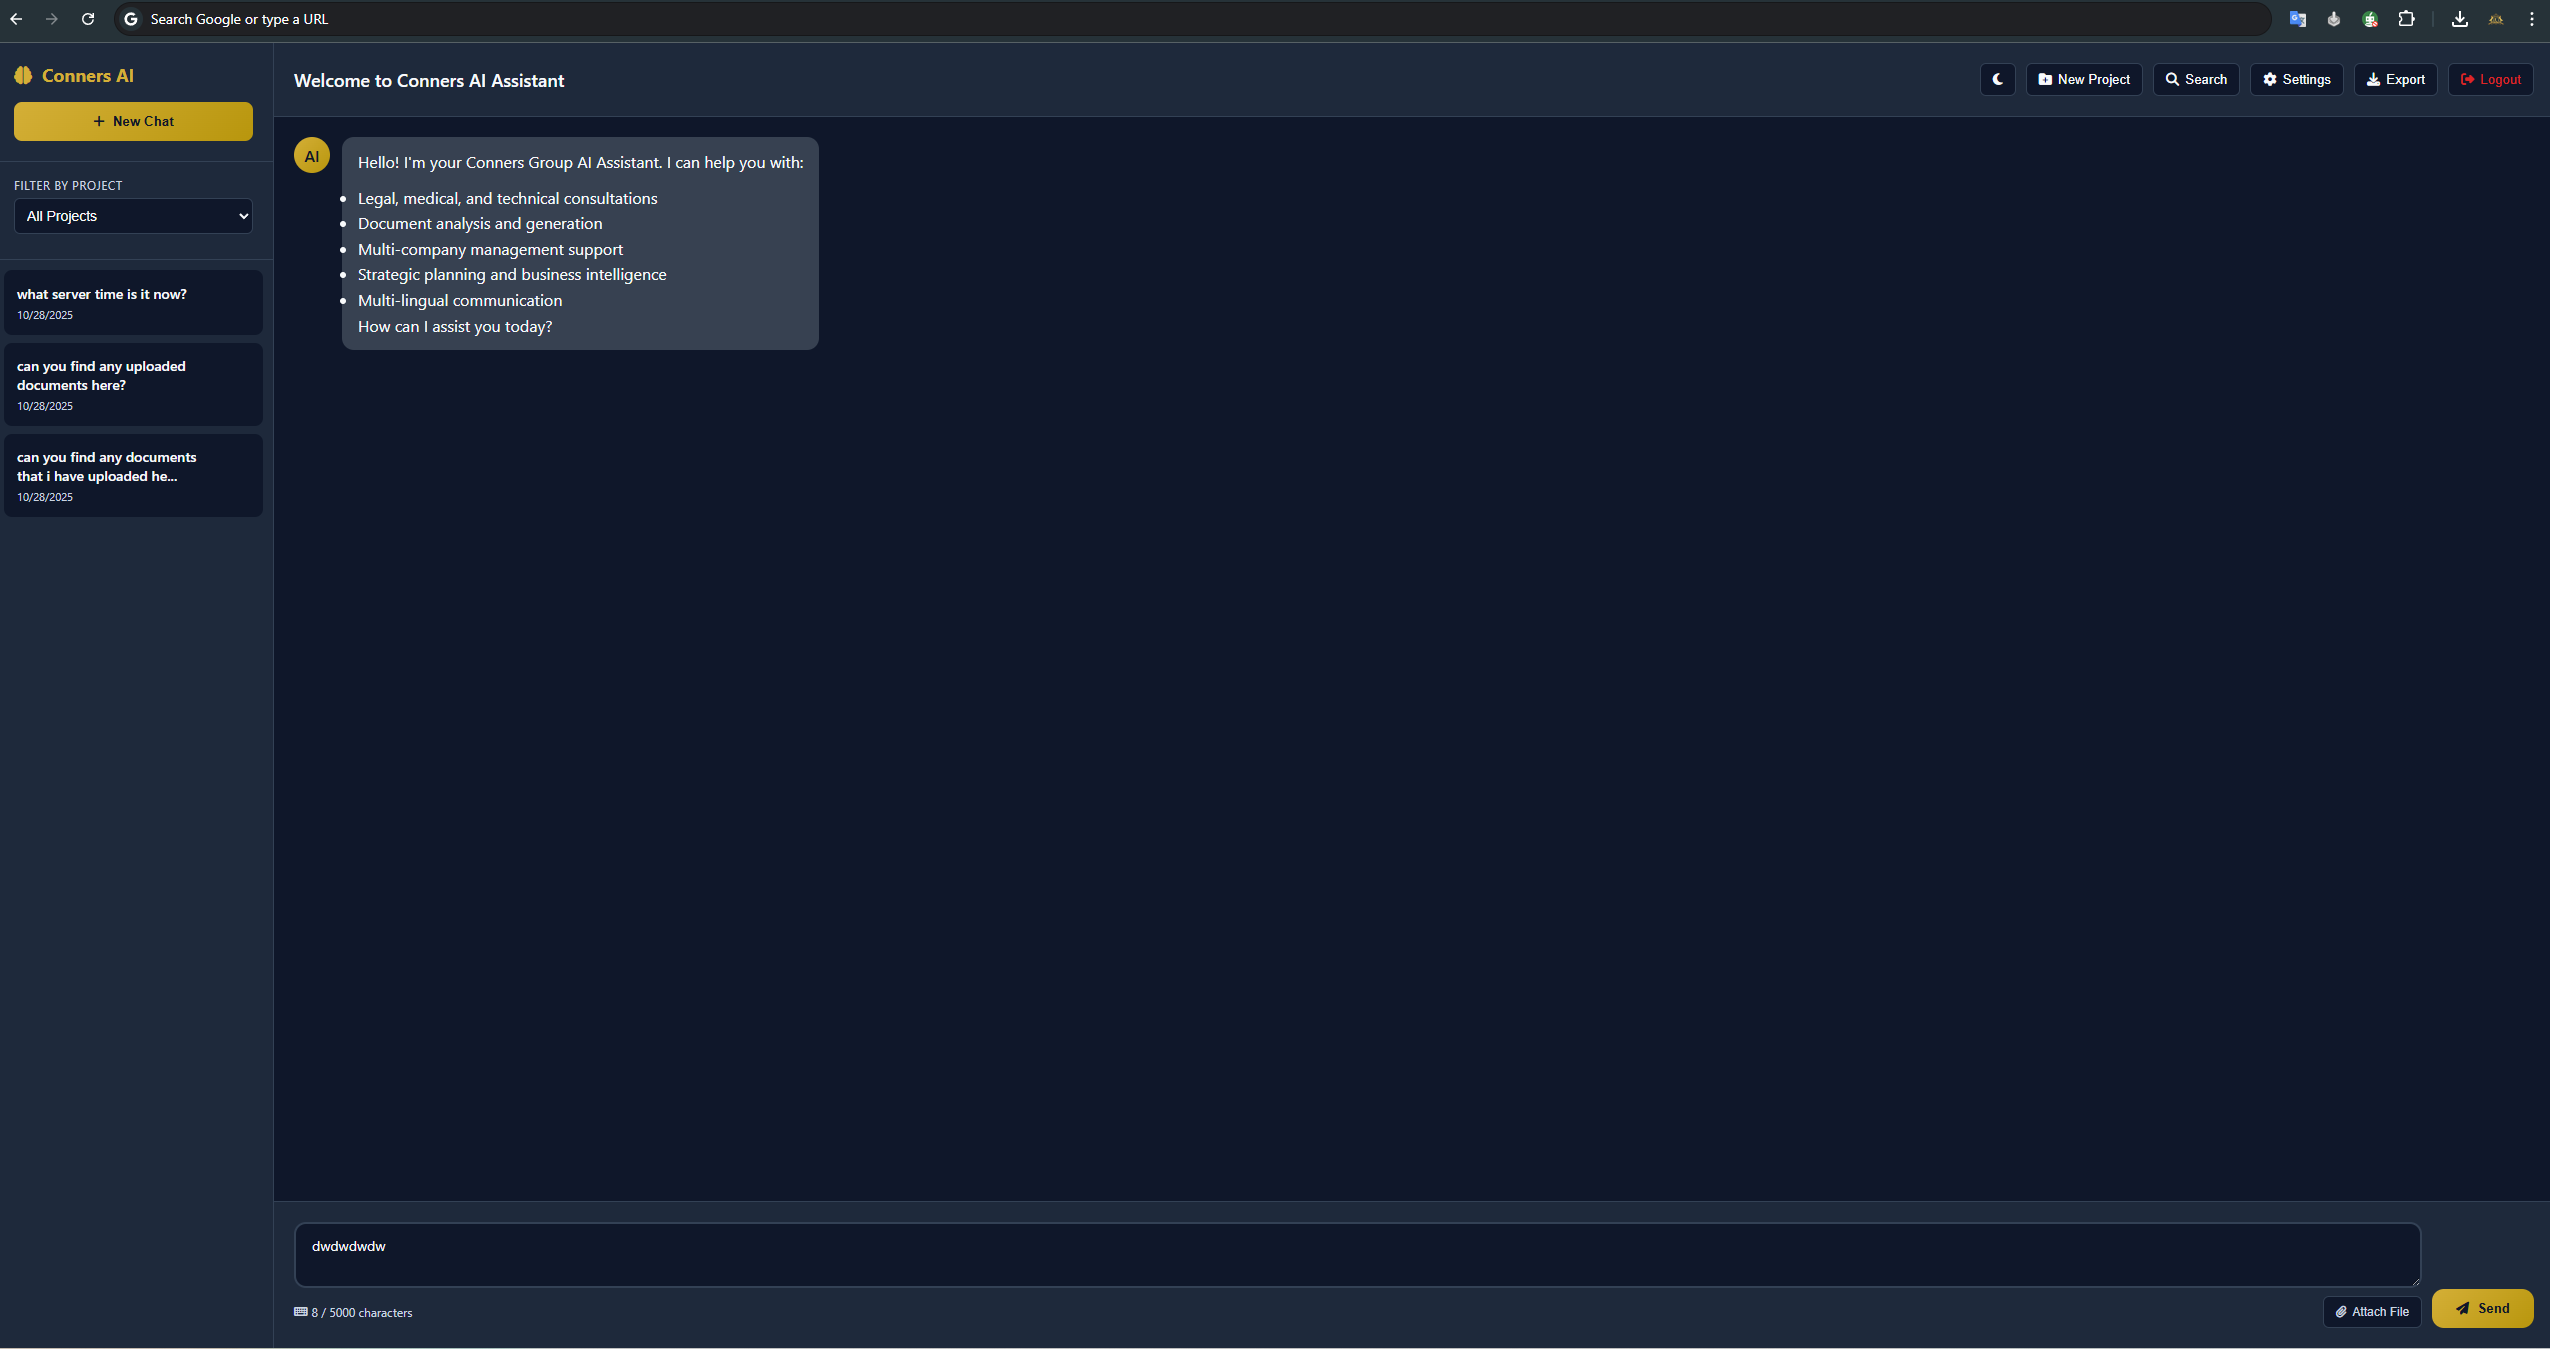 Search Google or type a URL
Conners AI
+ New Chat
FILTER BY PROJECT
All Projects
what server time is it now?
10/28/2025
can you find any uploaded
documents here?
10/28/2025
can you find any documents
that i have uploaded he...
10/28/2025
Welcome to Conners AI Assistant
New Project
Search
Settings
Export
Logout
AI
Hello! I'm your Conners Group AI Assistant. I can help you with:
• Legal, medical, and technical consultations
• Document analysis and generation
• Multi-company management support
• Strategic planning and business intelligence
• Multi-lingual communication
How can I assist you today?
dwdwdwdw
8 / 5000 characters
Attach File
Send